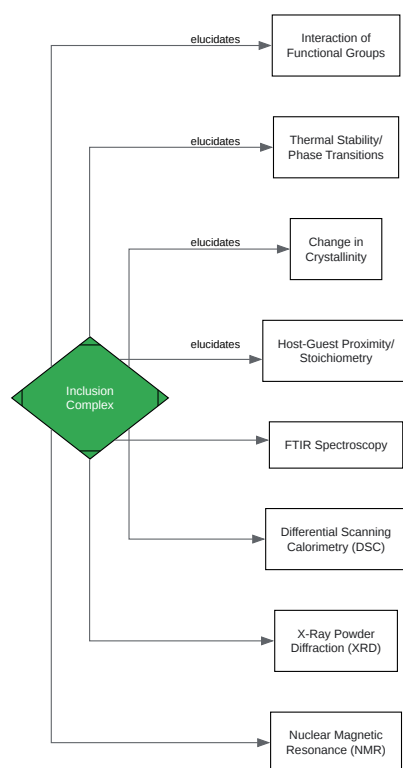 elucidates
Interaction of
Functional Groups
elucidates
Thermal Stability/
Phase Transitions
elucidates
Change in
Crystallinity
elucidates
Host-Guest Proximity/
Stoichiometry
Inclusion
Complex
FTIR Spectroscopy
Differential Scanning
Calorimetry (DSC)
X-Ray Powder
Diffraction (XRD)
Nuclear Magnetic
Resonance (NMR)